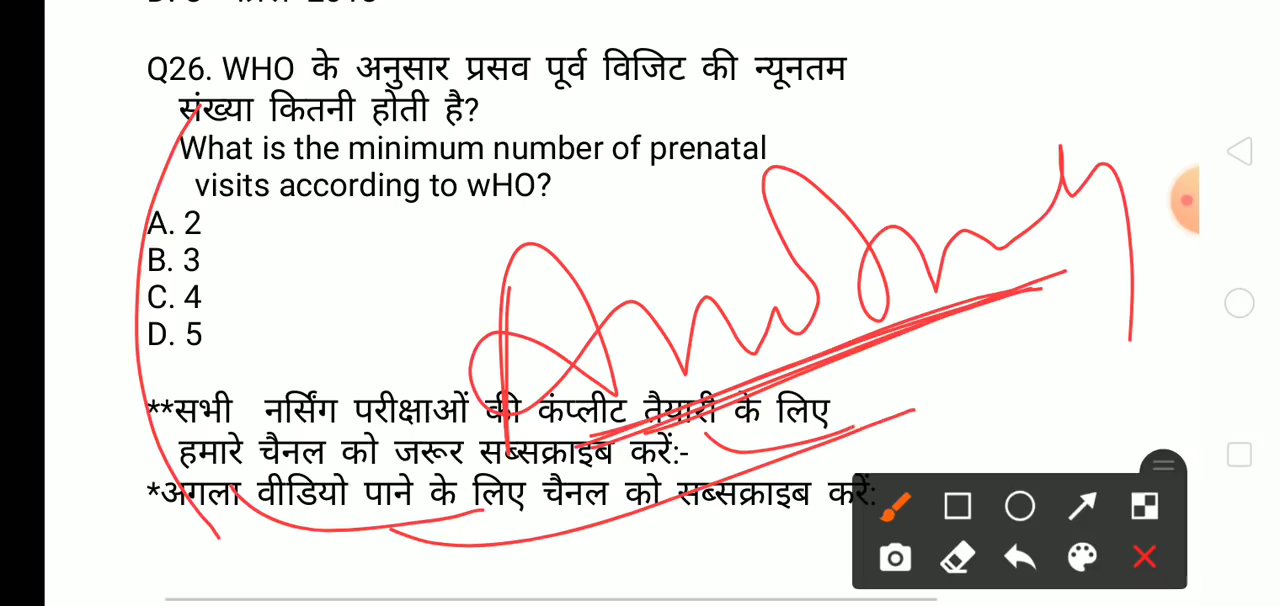 Q26. WHO के अनुसार प्रसव पूर्व विजिट की न्यूनतम
संख्या कितनी होती है?
What is the minimum number of prenatal
visits according to wHO?
A. 2
B. 3
C. 4
D. 5
**सभी नर्सिंग परीक्षाओं की कंप्लीट तैयारी के लिए
हमारे चैनल को जरूर सब्सक्राइब करें:-
*अगला वीडियो पाने के लिए चैनल को सब्सक्राइब करें: